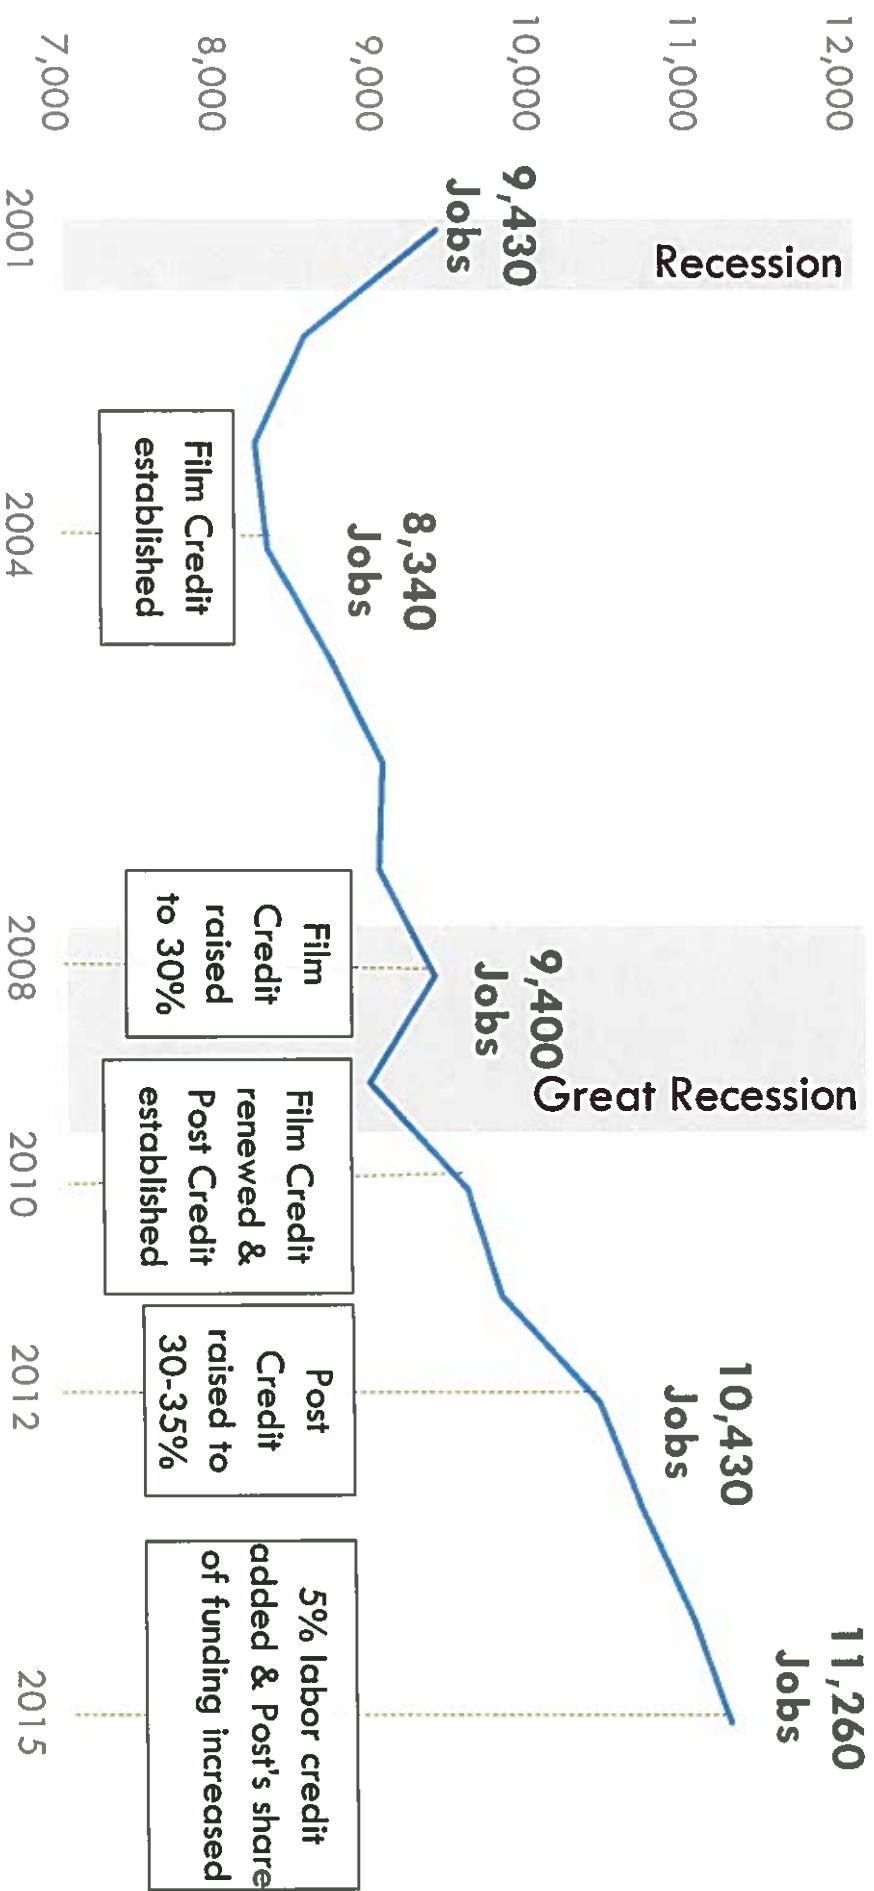 12,000
11,000
10,000
9,000
8,000
7,000
Recession
Great Recession
9,430
Jobs
8,340
Jobs
9,400
Jobs
10,430
Jobs
11,260
Jobs
Film Credit
established
Film
Credit
raised
to 30%
Film Credit
renewed &
Post Credit
established
Post
Credit
raised to
30-35%
5% labor credit
added & Post's share
of funding increased
2001
2004
2008
2010
2012
2015